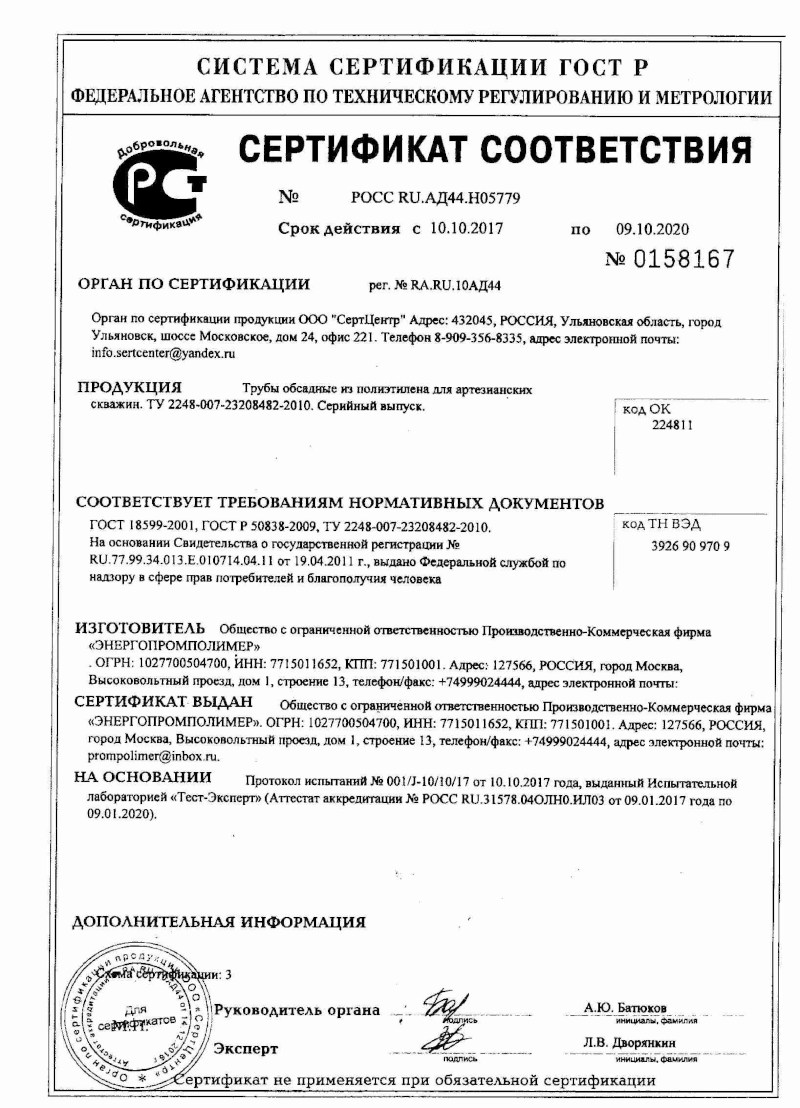 СИСТЕМА СЕРТИФИКАЦИИ ГОСТ Р
ФЕДЕРАЛЬНОЕ АГЕНТСТВО ПО ТЕХНИЧЕСКОМУ РЕГУЛИРОВАНИЮ И МЕТРОЛОГИИ
Добровольная
РСТ
сертификация
СЕРТИФИКАТ СООТВЕТСТВИЯ
№ РОСС RU.АД44.Н05779
Срок действия с 10.10.2017 по 09.10.2020
№ 0158167
ОРГАН ПО СЕРТИФИКАЦИИ рег. № RA.RU.10АД44
Орган по сертификации продукции ООО "СертЦентр" Адрес: 432045, РОССИЯ, Ульяновская область, город
Ульяновск, шоссе Московское, дом 24, офис 221. Телефон 8-909-356-8335, адрес электронной почты:
info.sertcenter@yandex.ru
ПРОДУКЦИЯ Трубы обсадные из полиэтилена для артезианских
скважин. ТУ 2248-007-23208482-2010. Серийный выпуск.
код ОК
224811
СООТВЕТСТВУЕТ ТРЕБОВАНИЯМ НОРМАТИВНЫХ ДОКУМЕНТОВ
ГОСТ 18599-2001, ГОСТ Р 50838-2009, ТУ 2248-007-23208482-2010.
На основании Свидетельства о государственной регистрации №
RU.77.99.34.013.Е.010714.04.11 от 19.04.2011 г., выдано Федеральной службой по
надзору в сфере прав потребителей и благополучия человека
код ТН ВЭД
3926 90 970 9
ИЗГОТОВИТЕЛЬ Общество с ограниченной ответственностью Производственно-Коммерческая фирма
«ЭНЕРГОПРОМПОЛИМЕР»
. ОГРН: 1027700504700, ИНН: 7715011652, КПП: 771501001. Адрес: 127566, РОССИЯ, город Москва,
Высоковольтный проезд, дом 1, строение 13, телефон/факс: +74999024444, адрес электронной почты:
СЕРТИФИКАТ ВЫДАН Общество с ограниченной ответственностью Производственно-Коммерческая фирма
«ЭНЕРГОПРОМПОЛИМЕР». ОГРН: 1027700504700, ИНН: 7715011652, КПП: 771501001. Адрес: 127566, РОССИЯ,
город Москва, Высоковольтный проезд, дом 1, строение 13, телефон/факс: +74999024444, адрес электронной почты:
prompolimer@inbox.ru.
НА ОСНОВАНИИ Протокол испытаний № 001/J-10/10/17 от 10.10.2017 года, выданный Испытательной
лабораторией «Тест-Эксперт» (Аттестат аккредитации № РОСС RU.31578.04ОЛН0.ИЛ03 от 09.01.2017 года по
09.01.2020).
ДОПОЛНИТЕЛЬНАЯ ИНФОРМАЦИЯ
Схема сертификации: 3
Орган по сертификации продукции ООО «СертЦентр»
Для
сертификатов
М.П.
Руководитель органа А.Ю. Батюков
подпись инициалы, фамилия
Эксперт Л.В. Дворянкин
подпись инициалы, фамилия
Сертификат не применяется при обязательной сертификации